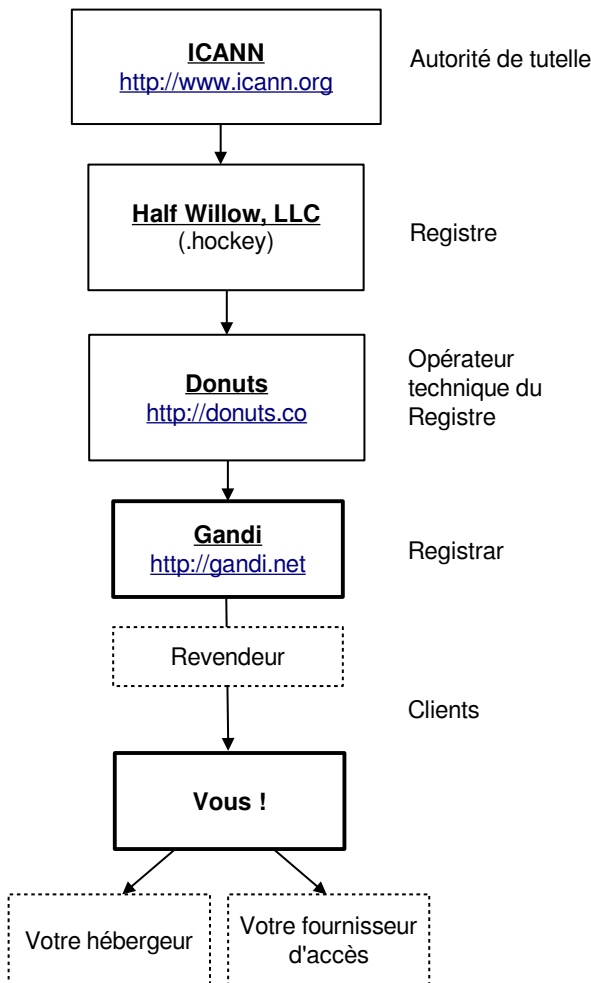 ICANN
http://www.icann.org
Autorité de tutelle
Half Willow, LLC
(.hockey)
Registre
Donuts
http://donuts.co
Opérateur
technique du
Registre
Gandi
http://gandi.net
Registrar
Revendeur
Clients
Vous !
Votre hébergeur
Votre fournisseur
d'accès